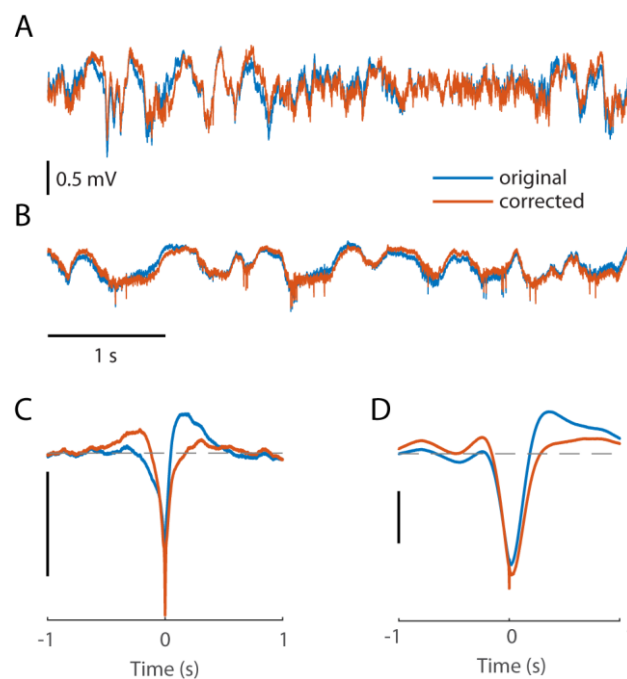 A
0.5 mV
original
corrected
B
1 s
C
D
-1 0 1
-1 0
Time (s)
Time (s)